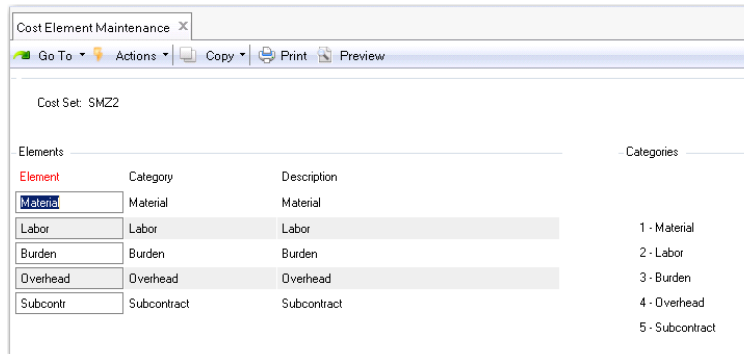 Cost Element Maintenance X
Go To Actions Copy Print Preview
Cost Set: SMZ2
Elements
Categories
Element Category Description
Material Material Material
Labor Labor Labor
1 - Material
Burden Burden Burden
2 - Labor
Overhead Overhead Overhead
3 - Burden
Subcontr Subcontract Subcontract
4 - Overhead
5 - Subcontract